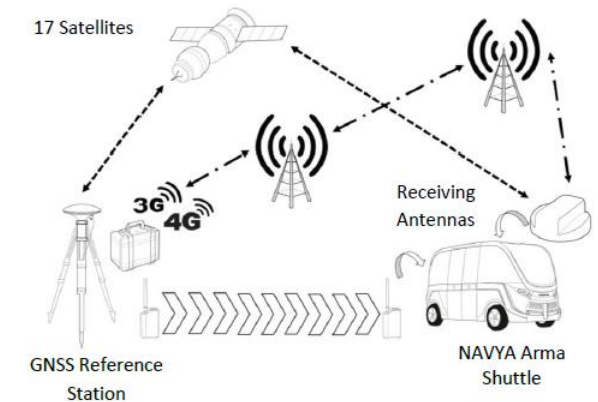 17 Satellites
3G
4G
Receiving
Antennas
GNSS Reference
Station
NAVYA Arma
Shuttle